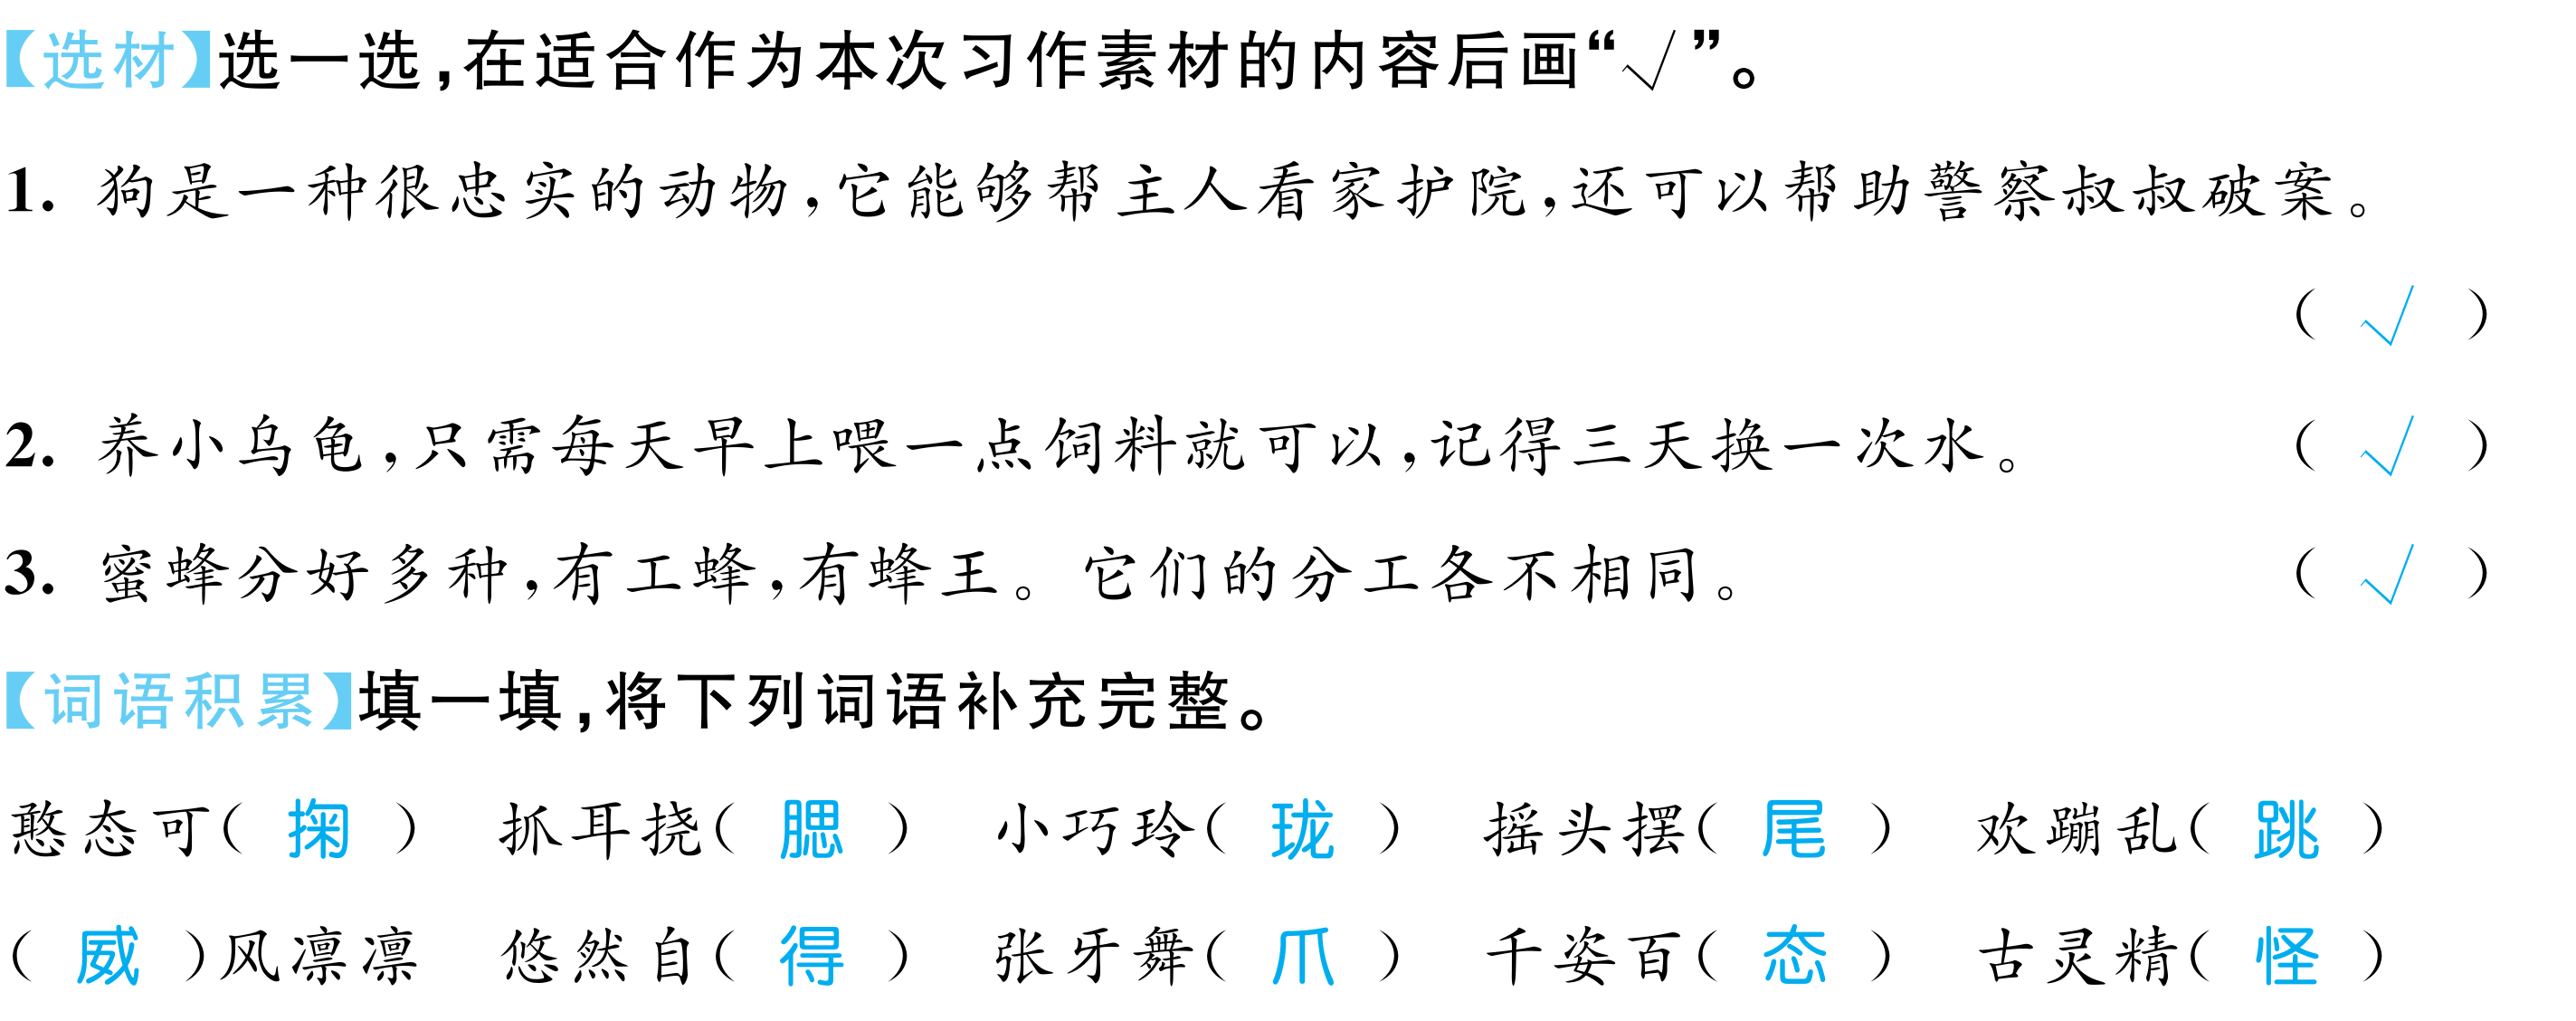 【选材】选一选,在适合作为本次习作素材的内容后画“√”。
1. 狗是一种很忠实的动物,它能够帮主人看家护院,还可以帮助警察叔叔破案。
( √ )
2. 养小乌龟,只需每天早上喂一点饲料就可以,记得三天换一次水。 ( √ )
3. 蜜蜂分好多种,有工蜂,有蜂王。它们的分工各不相同。 ( √ )
【词语积累】填一填,将下列词语补充完整。
憨态可( 掬 ) 抓耳挠( 腮 ) 小巧玲( 珑 ) 摇头摆( 尾 ) 欢蹦乱( 跳 )
( 威 )风凛凛 悠然自( 得 ) 张牙舞( 爪 ) 千姿百( 态 ) 古灵精( 怪 )